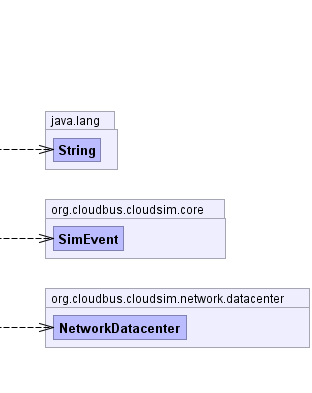 java.lang
String
org.cloudbus.cloudsim.core
SimEvent
org.cloudbus.cloudsim.network.datacenter
NetworkDatacenter